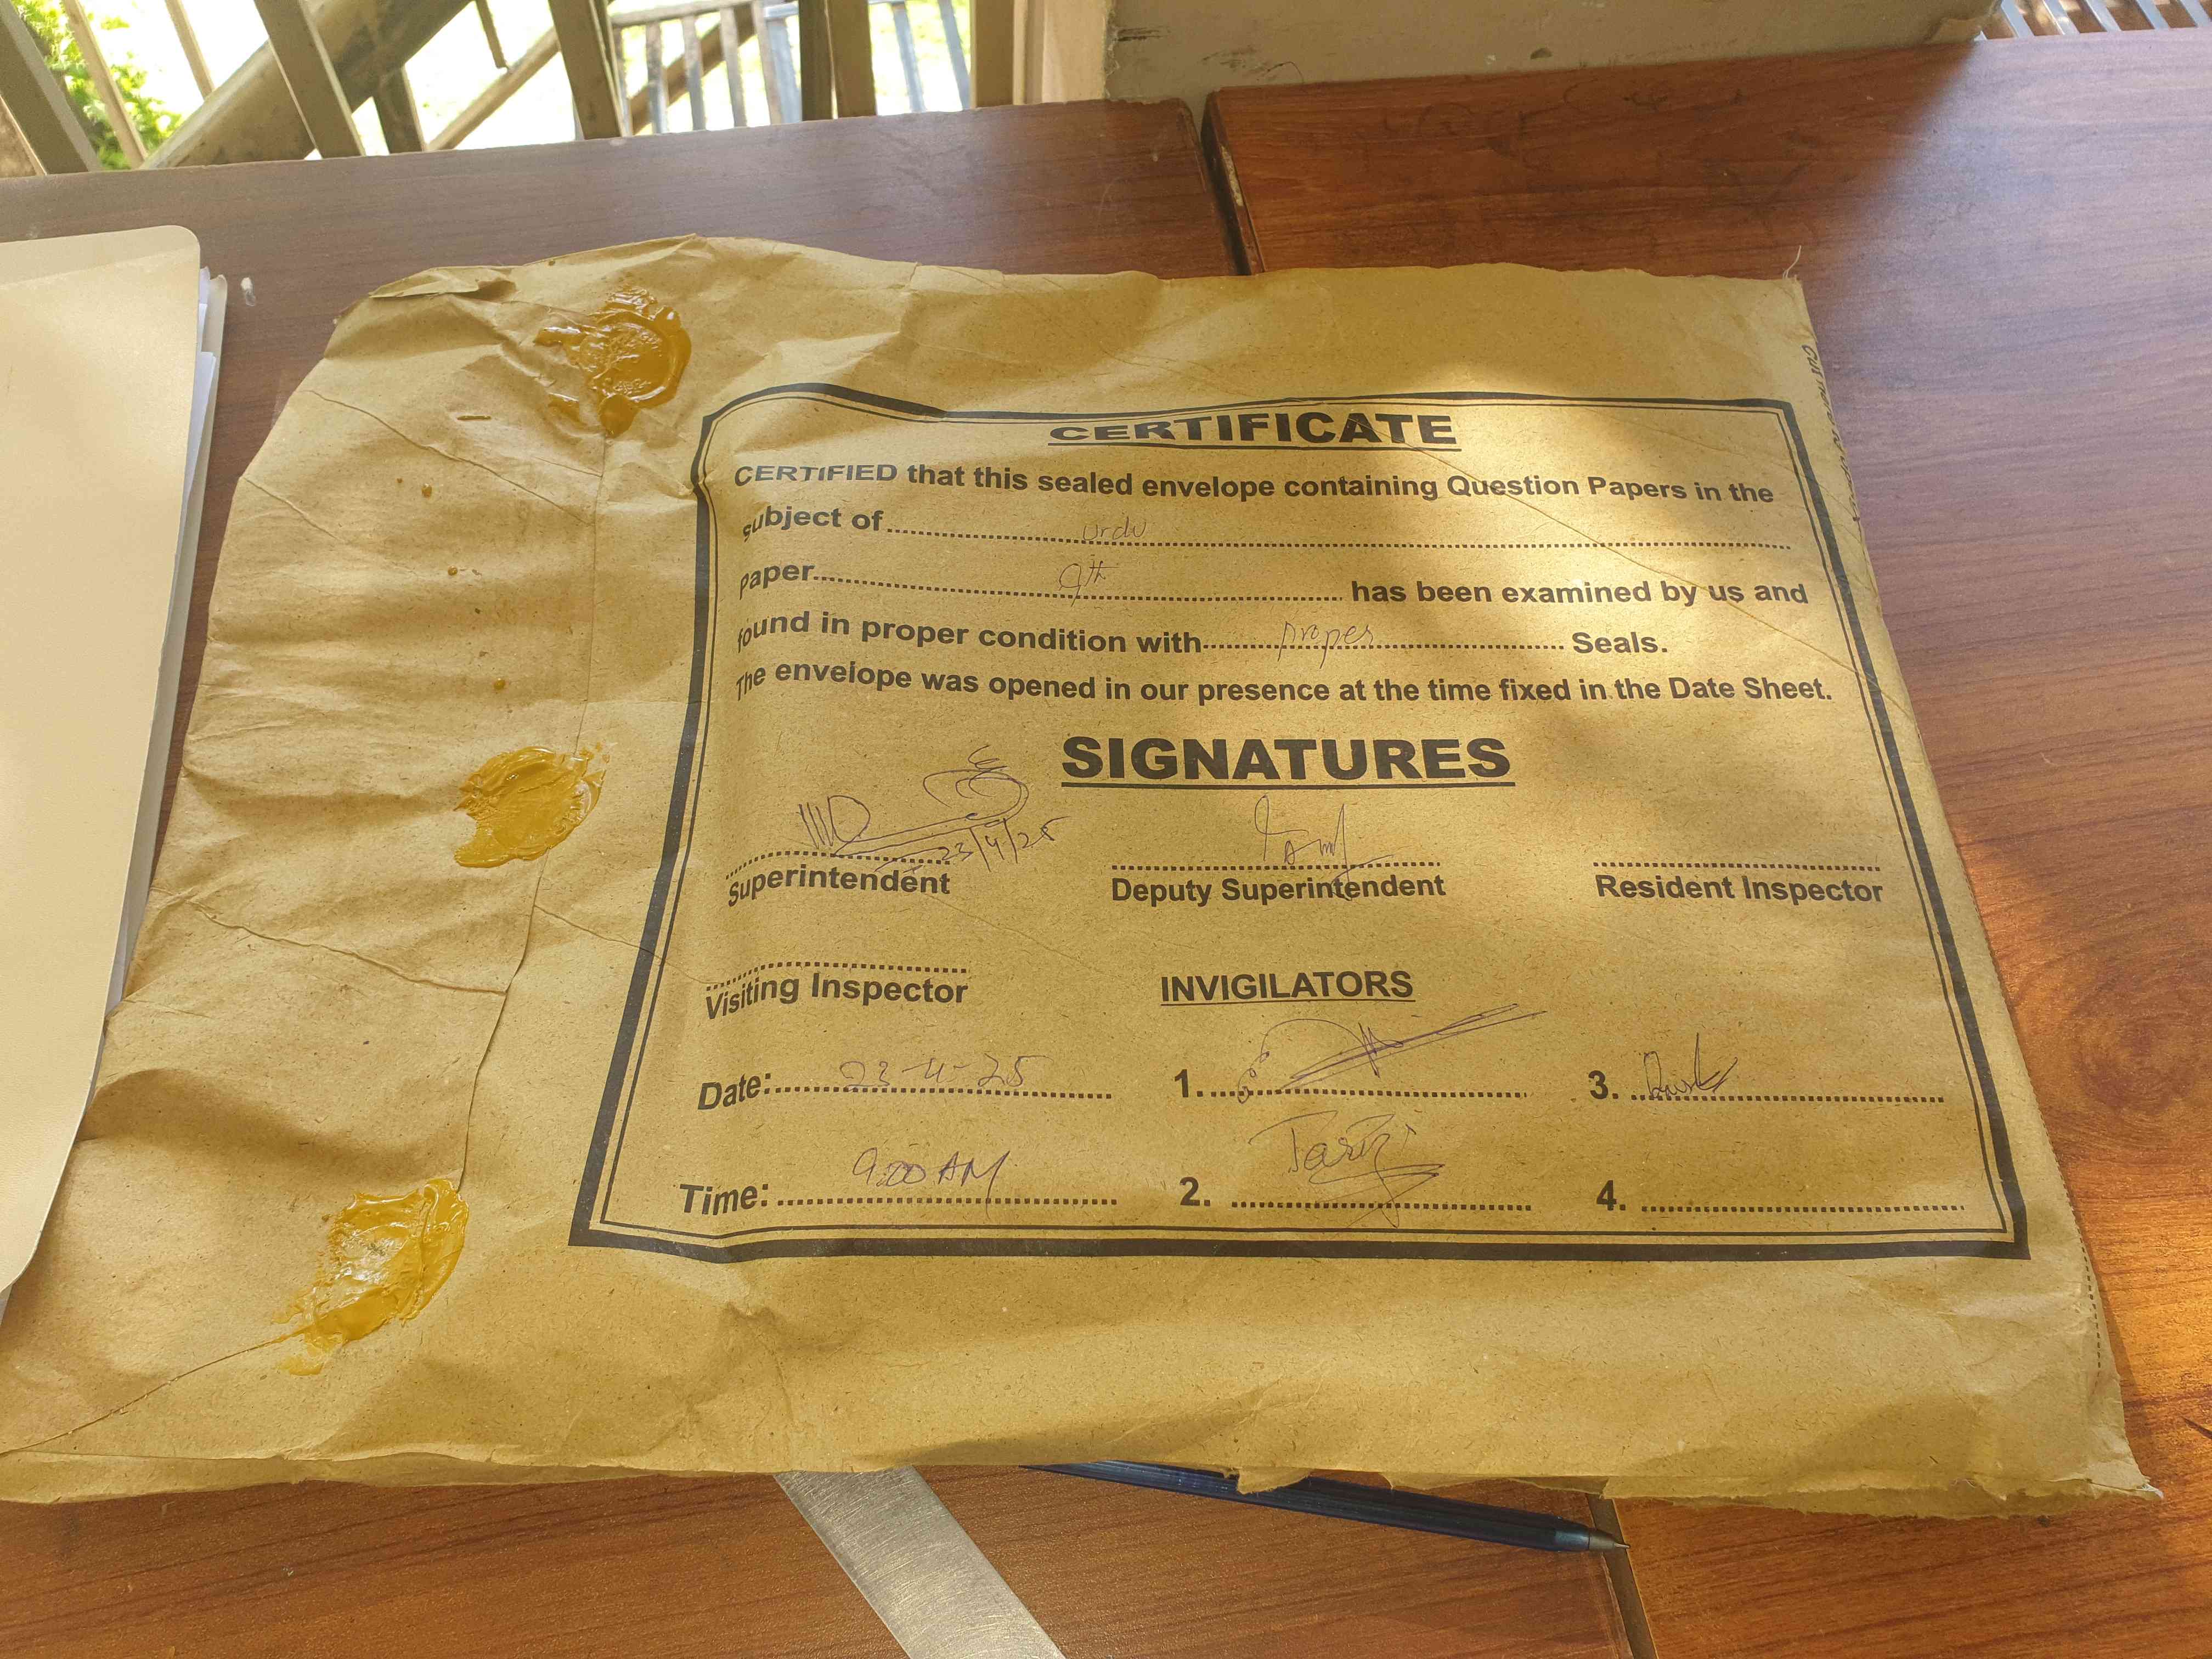 CERTIFICATE
CERTIFIED that this sealed envelope containing Question Papers in the
subject of Urdu
paper 9th has been examined by us and
found in proper condition with proper Seals.
The envelope was opened in our presence at the time fixed in the Date Sheet.
SIGNATURES
23/4/25
Superintendent Deputy Superintendent Resident Inspector
Visiting Inspector INVIGILATORS
Date: 23-4-25 1. 3.
Time: 9:00 AM 2. 4.